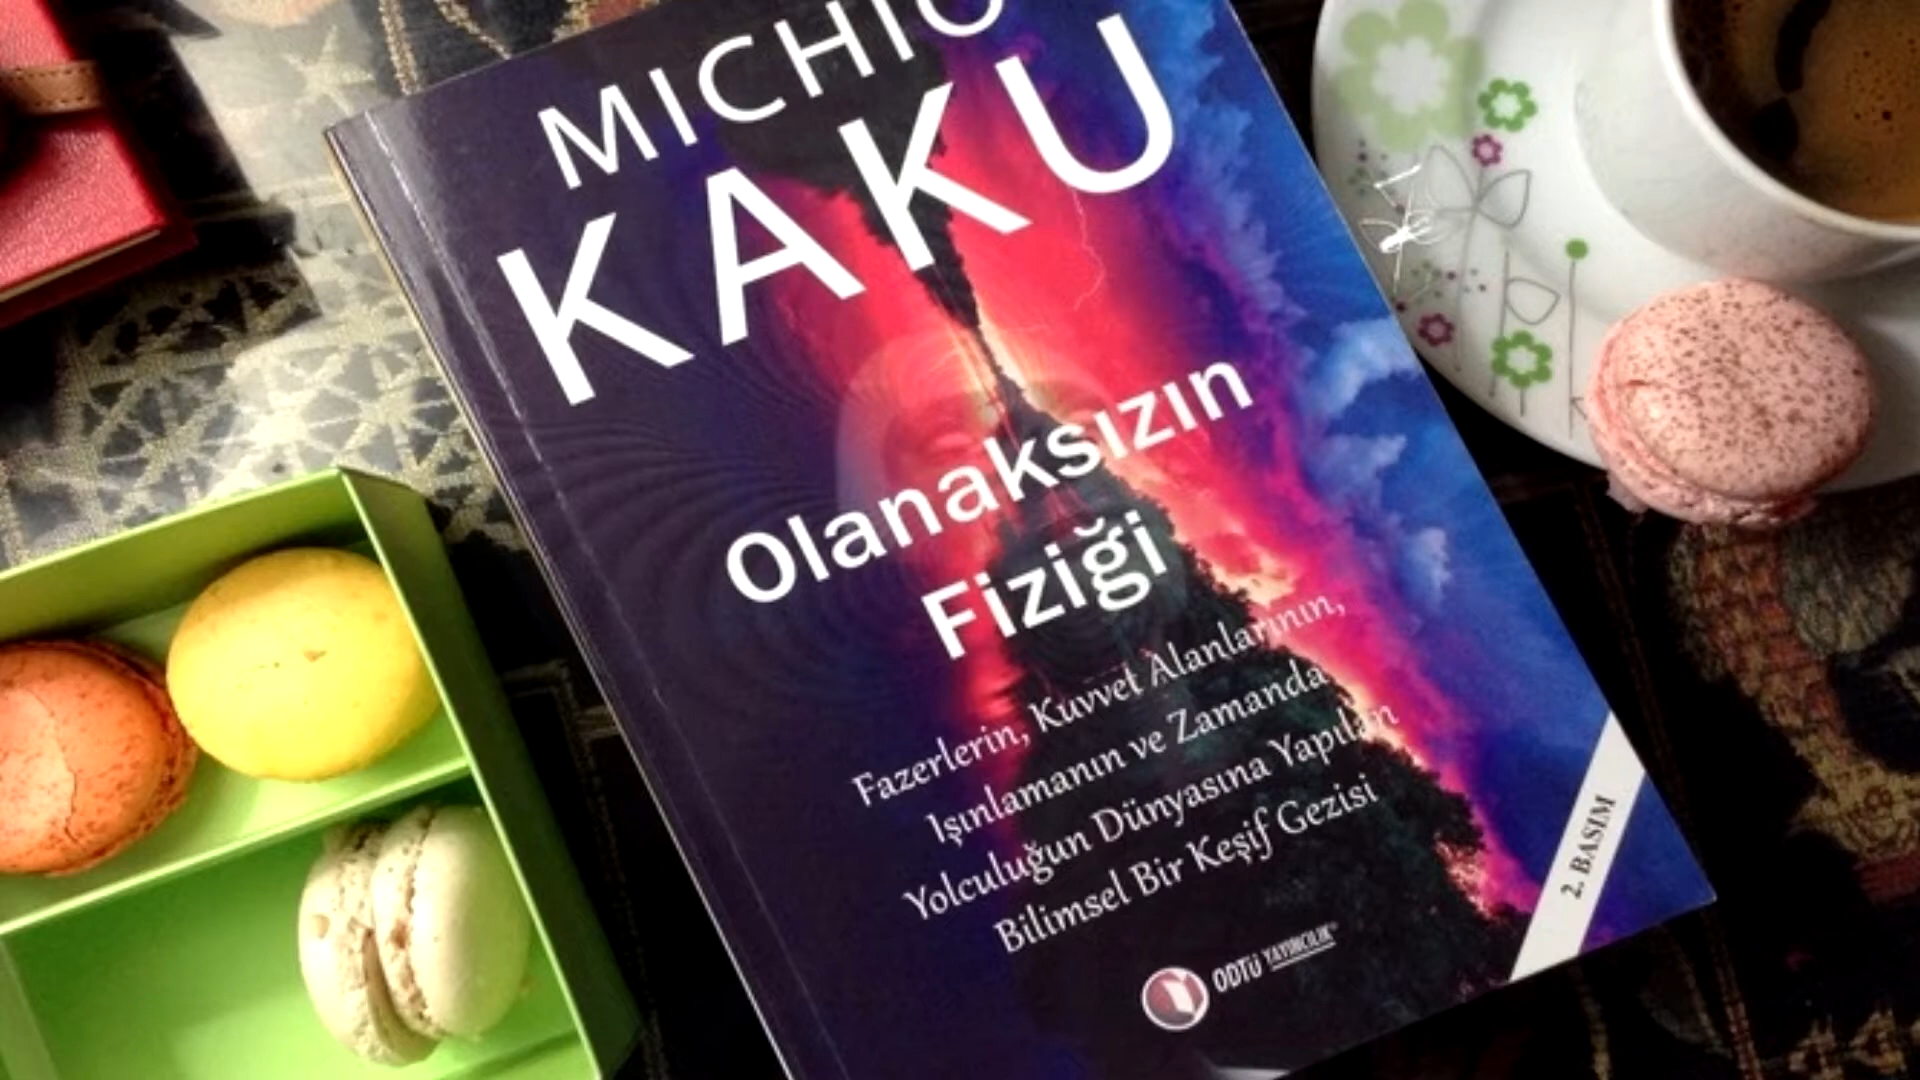 MICHIO
KAKU
Olanaksızın
Fiziği
Fazerlerin, Kuvvet Alanlarının,
Işınlamanın ve Zamanda
Yolculuğun Dünyasına Yapılan
Bilimsel Bir Keşif Gezisi
2. BASIM
ODTÜ YAYINCILIK